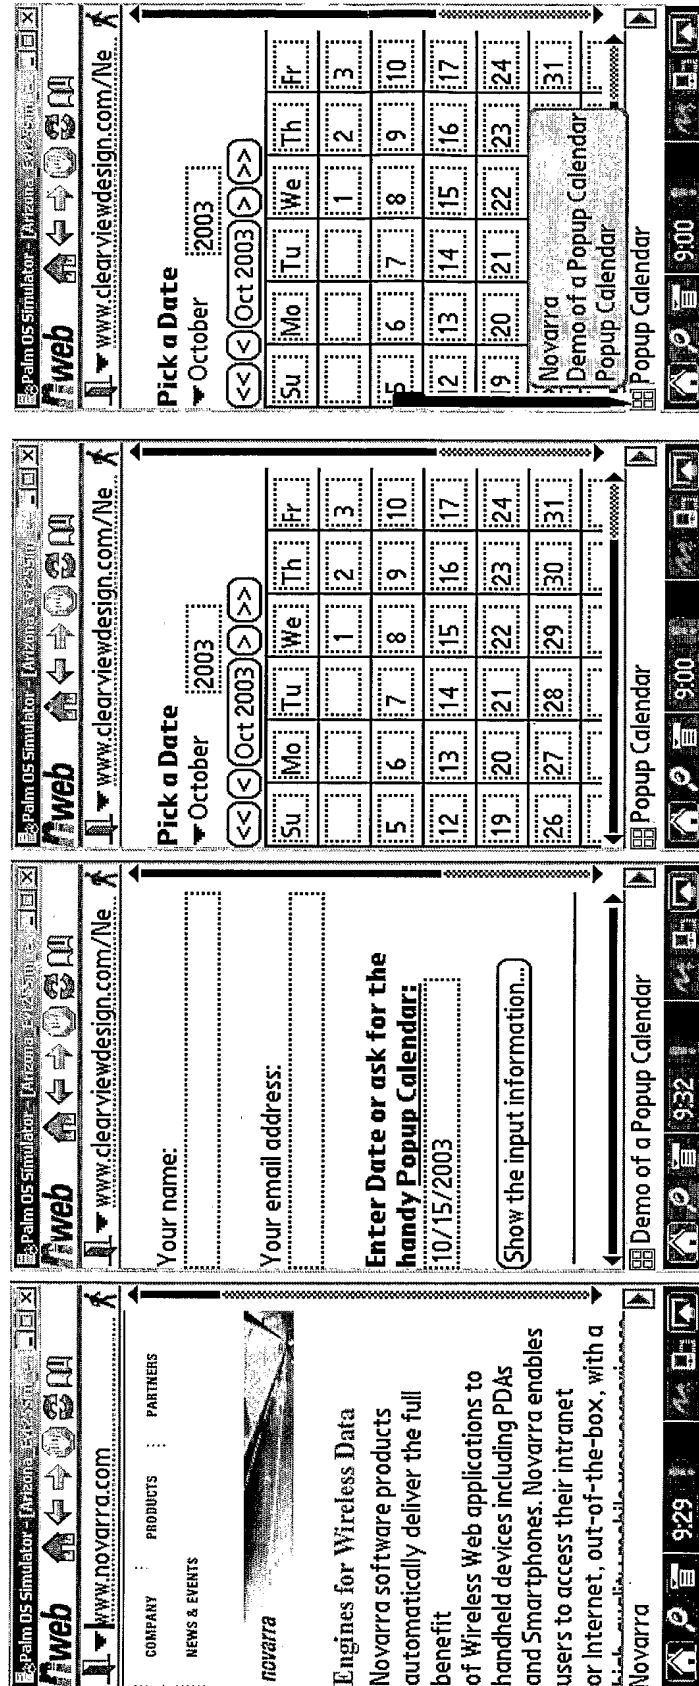 Palm OS Simulator - [Arizona
nweb
www.novarra.com
COMPANY PRODUCTS PARTNERS
NEWS & EVENTS
novarra
Engines for Wireless Data
Novarra software products
automatically deliver the full
benefit
of Wireless Web applications to
handheld devices including PDAs
and Smartphones. Novarra enables
users to access their intranet
or Internet, out-of-the-box, with a
Novarra
9:29
Palm OS Simulator - [Arizona
nweb
www.clearviewdesign.com/Ne
Your name:
Your email address:
Enter Date or ask for the
handy Popup Calendar:
10/15/2003
Show the input information...
Demo of a Popup Calendar
9:32
Palm OS Simulator - [Arizona
nweb
www.clearviewdesign.com/Ne
Pick a Date
October 2003
<< < Oct 2003 > >>
Su Mo Tu We Th Fr
1 2 3
5 6 7 8 9 10
12 13 14 15 16 17
19 20 21 22 23 24
26 27 28 29 30 31
Popup Calendar
9:00
Palm OS Simulator - [Arizona
nweb
www.clearviewdesign.com/Ne
Pick a Date
October 2003
<< < Oct 2003 > >>
Su Mo Tu We Th Fr
1 2 3
5 6 7 8 9 10
12 13 14 15 16 17
19 20 21 22 23 24
31
Novarra
Demo of a Popup Calendar
Popup Calendar
Popup Calendar
9:00